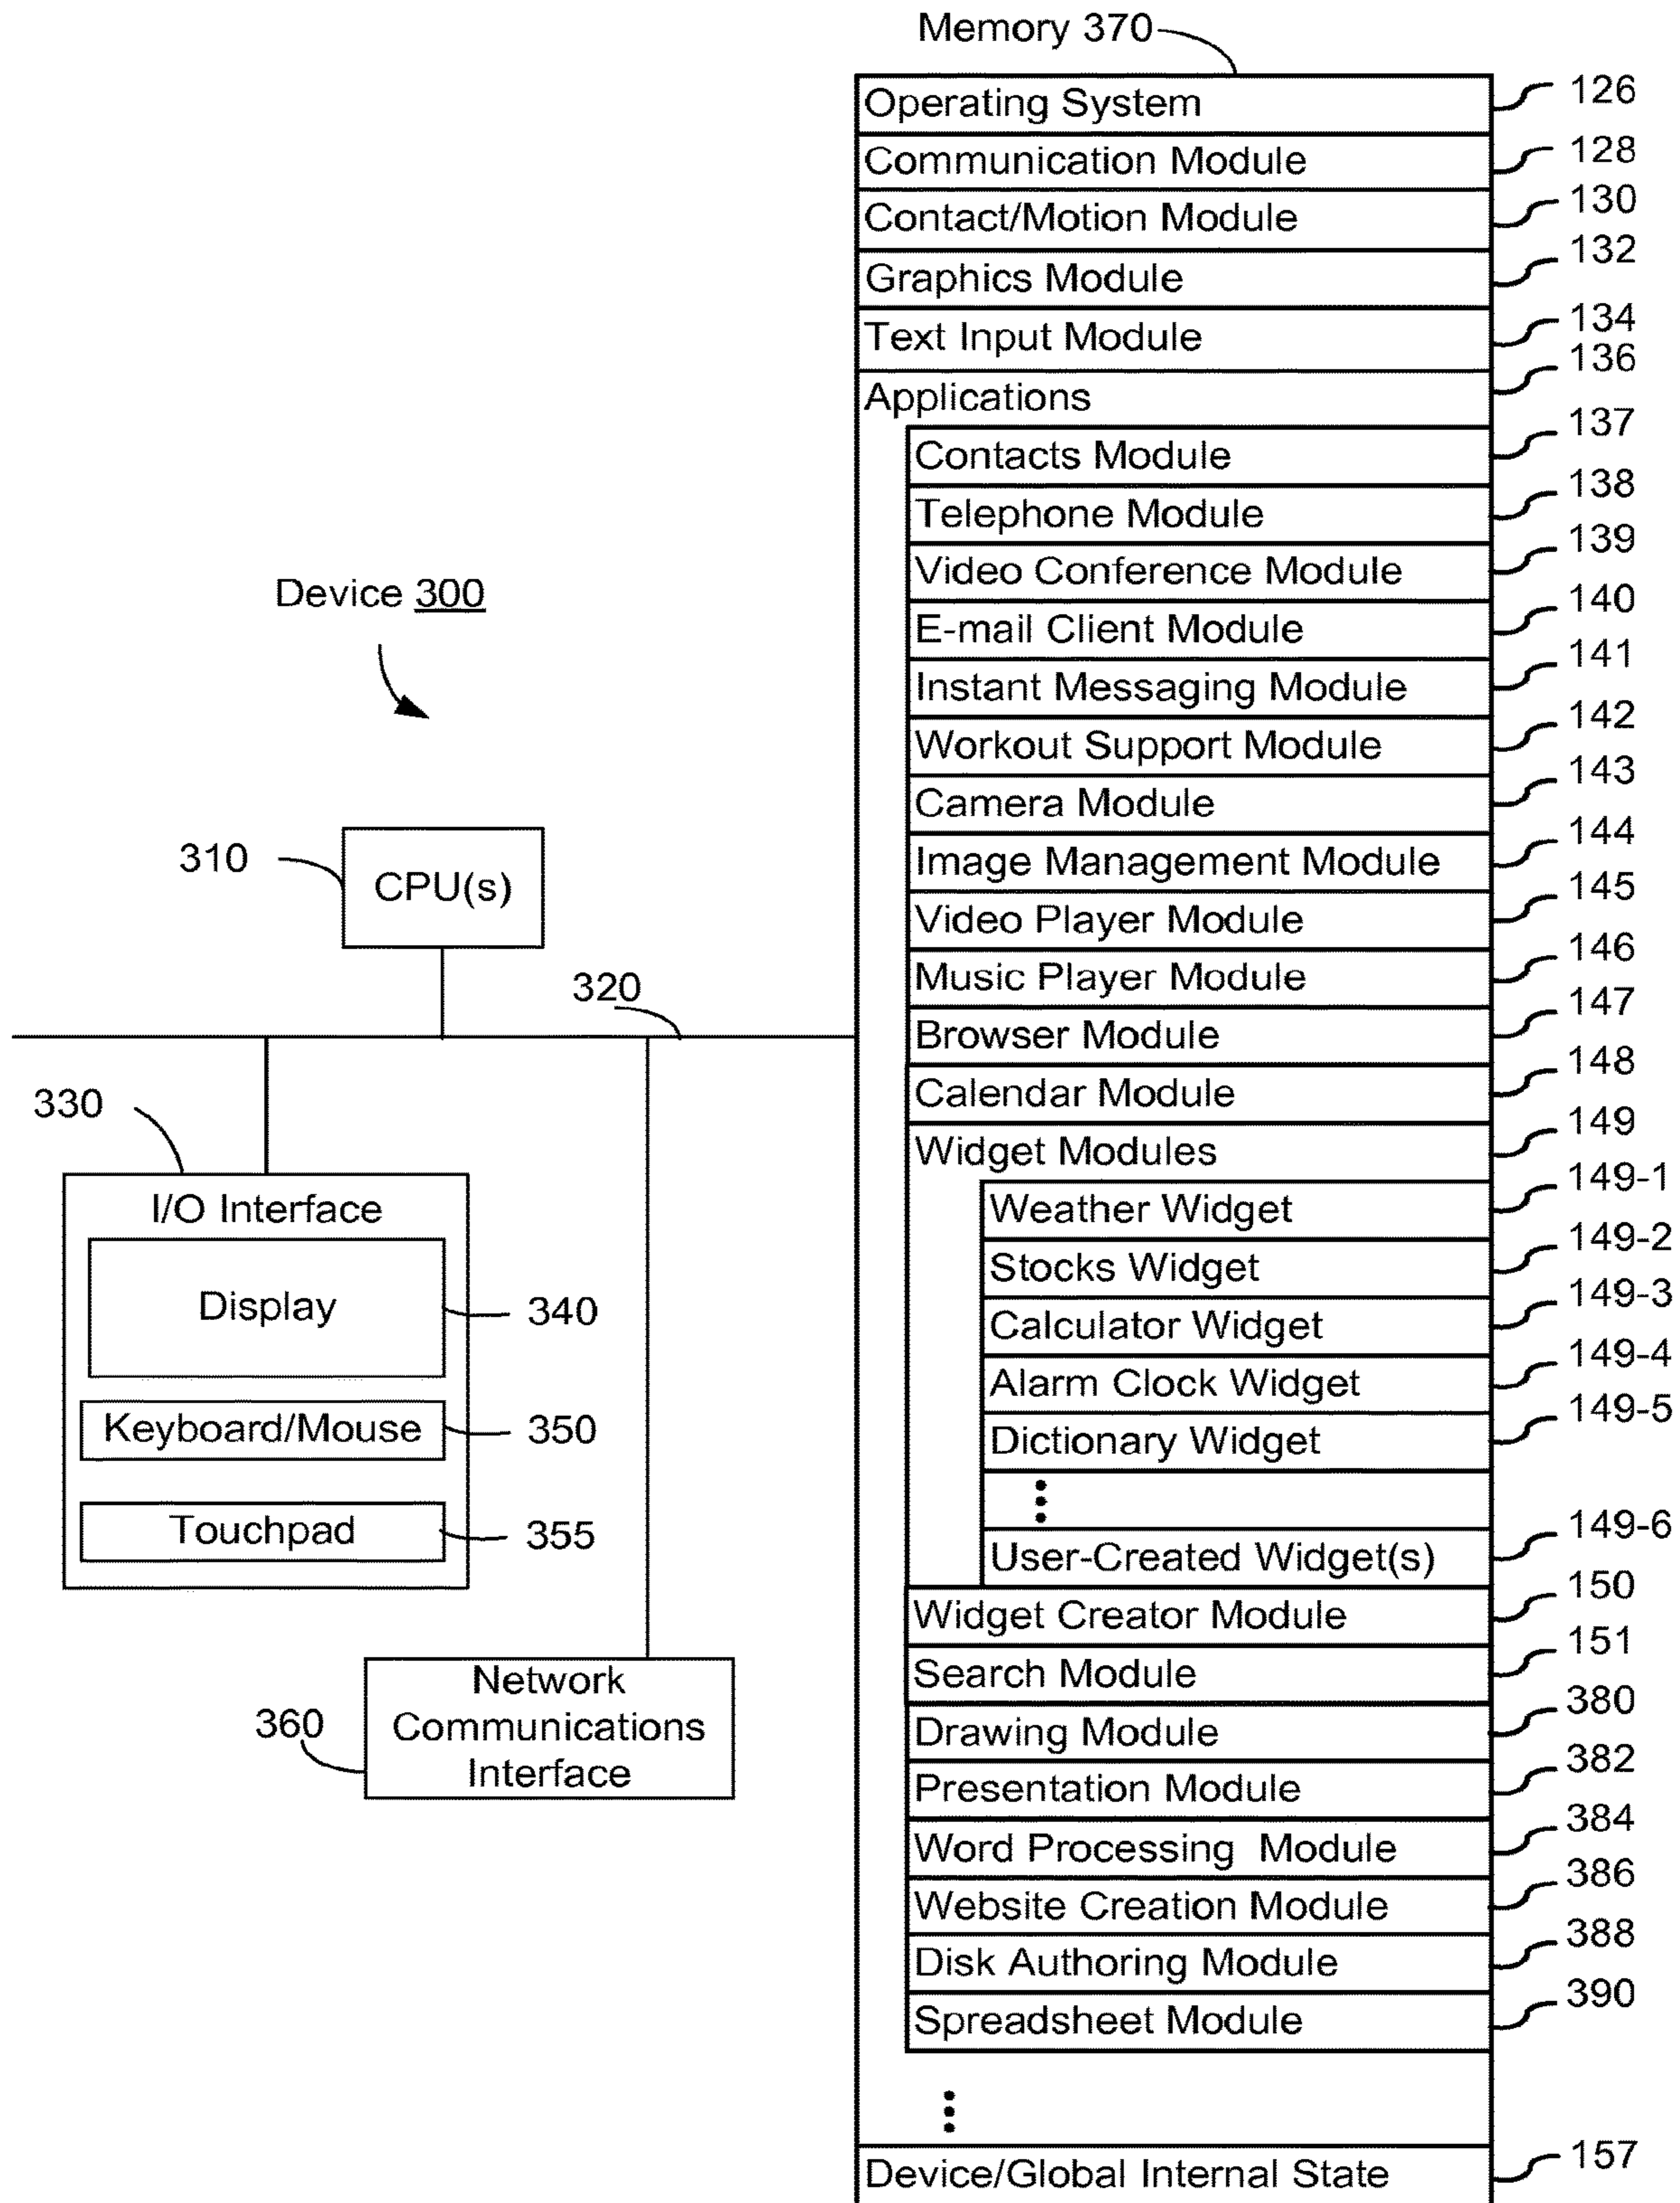 Memory 370
Operating System 126
Communication Module 128
Contact/Motion Module 130
Graphics Module 132
Text Input Module 134
Applications 136
Contacts Module 137
Telephone Module 138
Video Conference Module 139
E-mail Client Module 140
Instant Messaging Module 141
Workout Support Module 142
Camera Module 143
Image Management Module 144
Video Player Module 145
Music Player Module 146
Browser Module 147
Calendar Module 148
Widget Modules 149
Weather Widget 149-1
Stocks Widget 149-2
Calculator Widget 149-3
Alarm Clock Widget 149-4
Dictionary Widget 149-5
User-Created Widget(s) 149-6
Widget Creator Module 150
Search Module 151
Drawing Module 380
Presentation Module 382
Word Processing Module 384
Website Creation Module 386
Disk Authoring Module 388
Spreadsheet Module 390
Device/Global Internal State 157
Device 300
310
CPU(s)
320
330
I/O Interface
Display 340
Keyboard/Mouse 350
Touchpad 355
360
Network
Communications
Interface